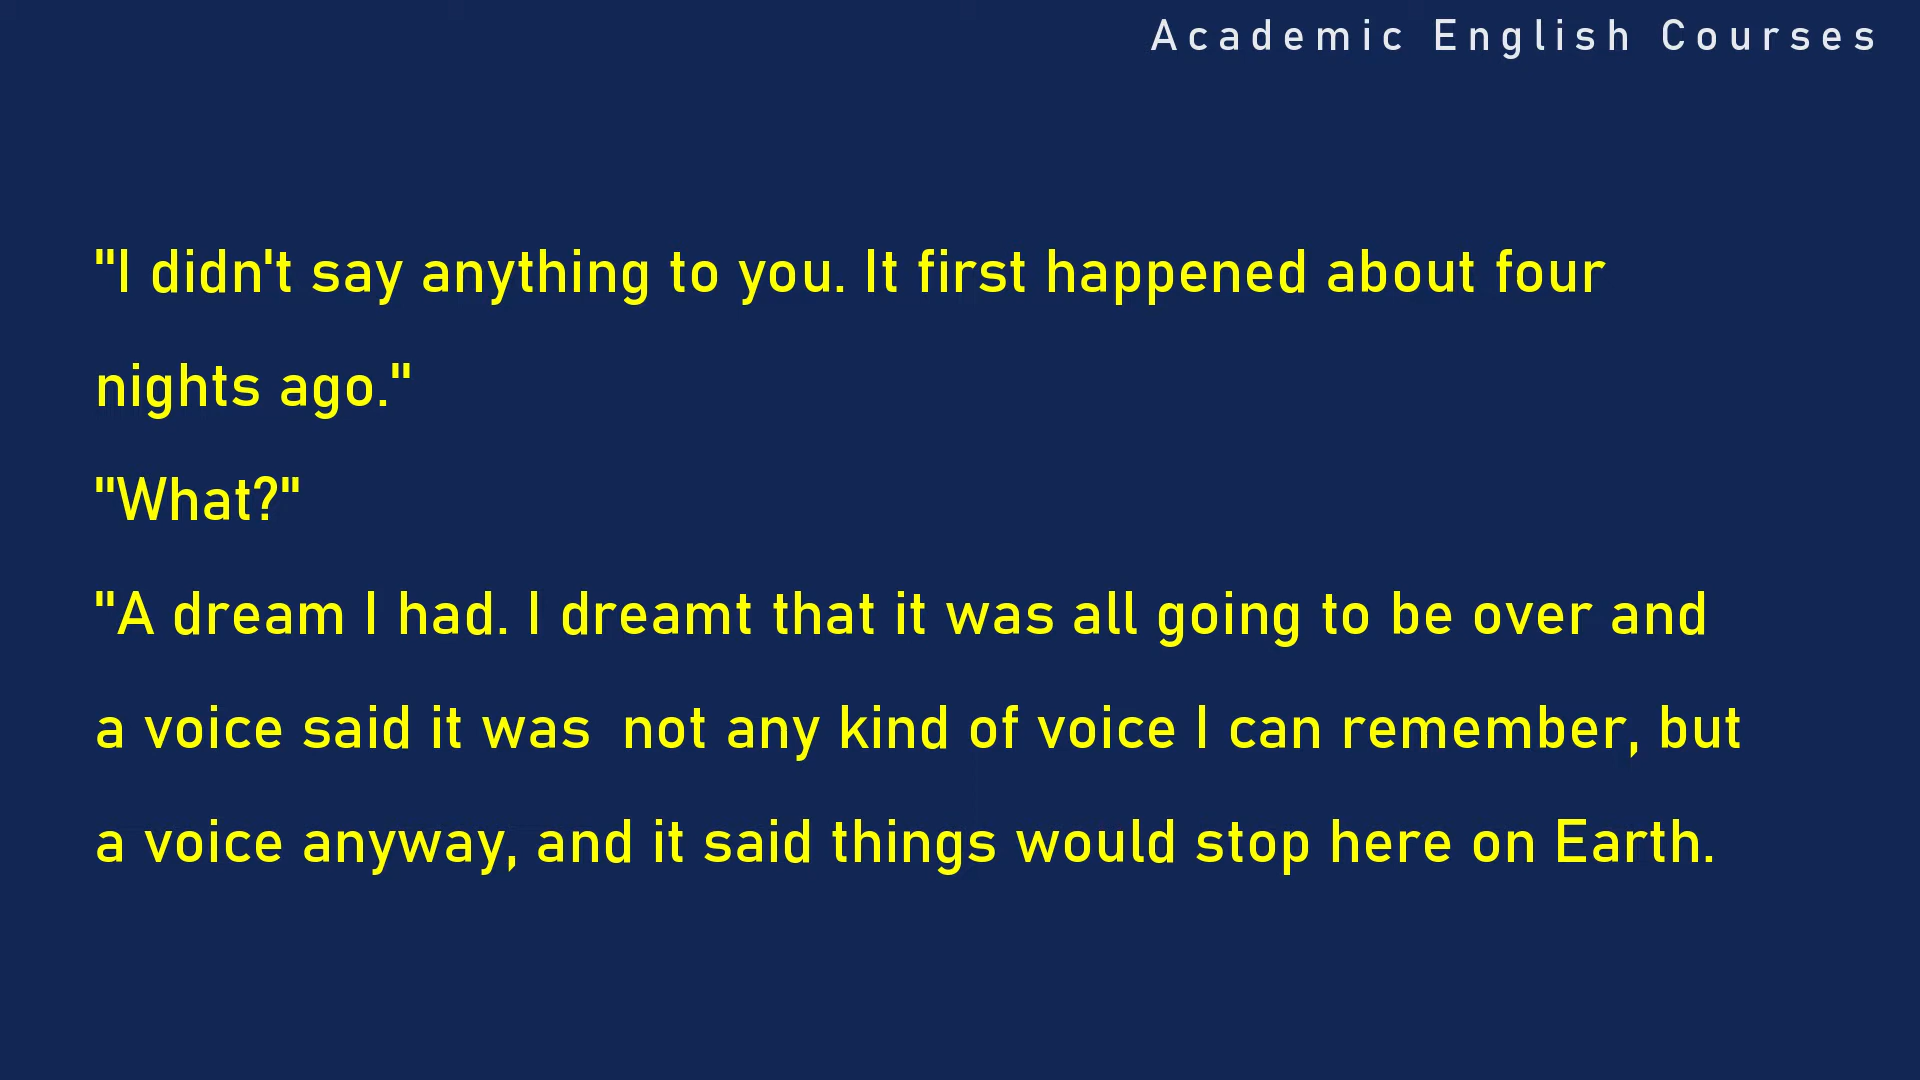 Academic English Courses
"I didn't say anything to you. It first happened about four
nights ago."
"What?"
"A dream I had. I dreamt that it was all going to be over and
a voice said it was  not any kind of voice I can remember, but
a voice anyway, and it said things would stop here on Earth.